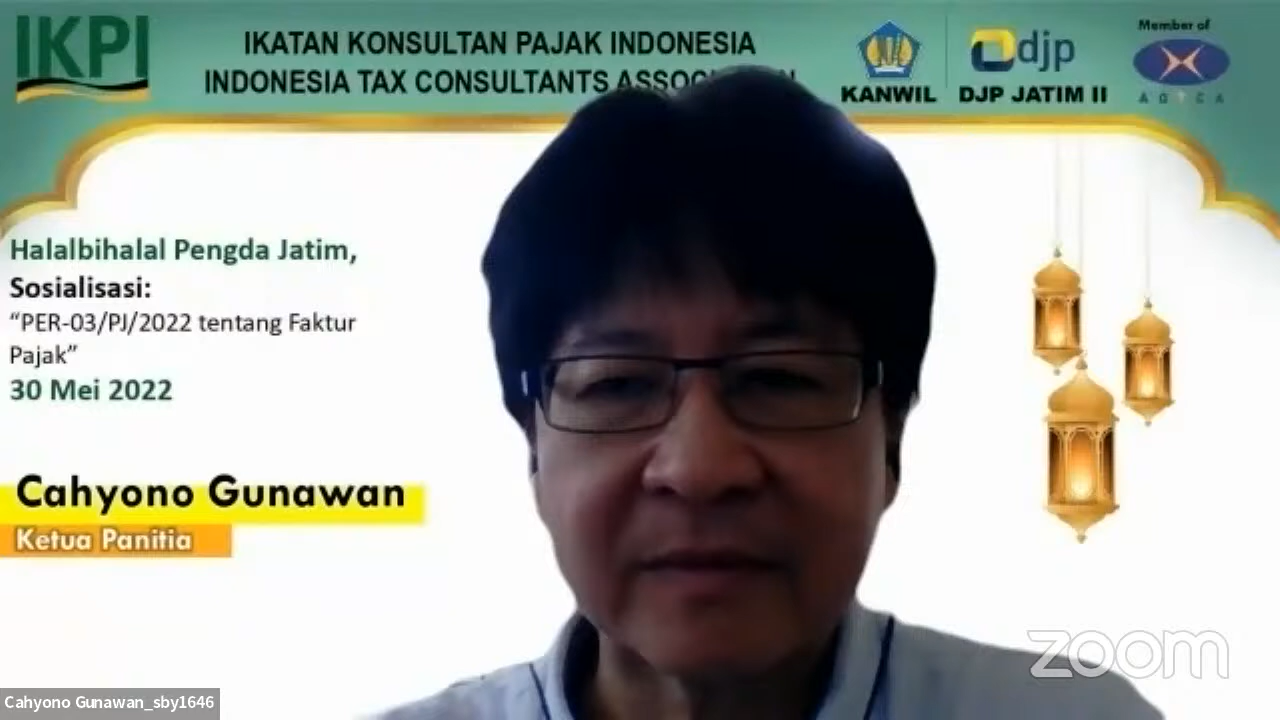 IKPI
IKATAN KONSULTAN PAJAK INDONESIA
INDONESIA TAX CONSULTANTS
KANWIL
djp
DJP JATIM II
Member of
AOTCA
Halalbihalal Pengda Jatim,
Sosialisasi:
“PER-03/PJ/2022 tentang Faktur
Pajak”
30 Mei 2022
Cahyono Gunawan
Ketua Panitia
zoom
Cahyono Gunawan_sby1646